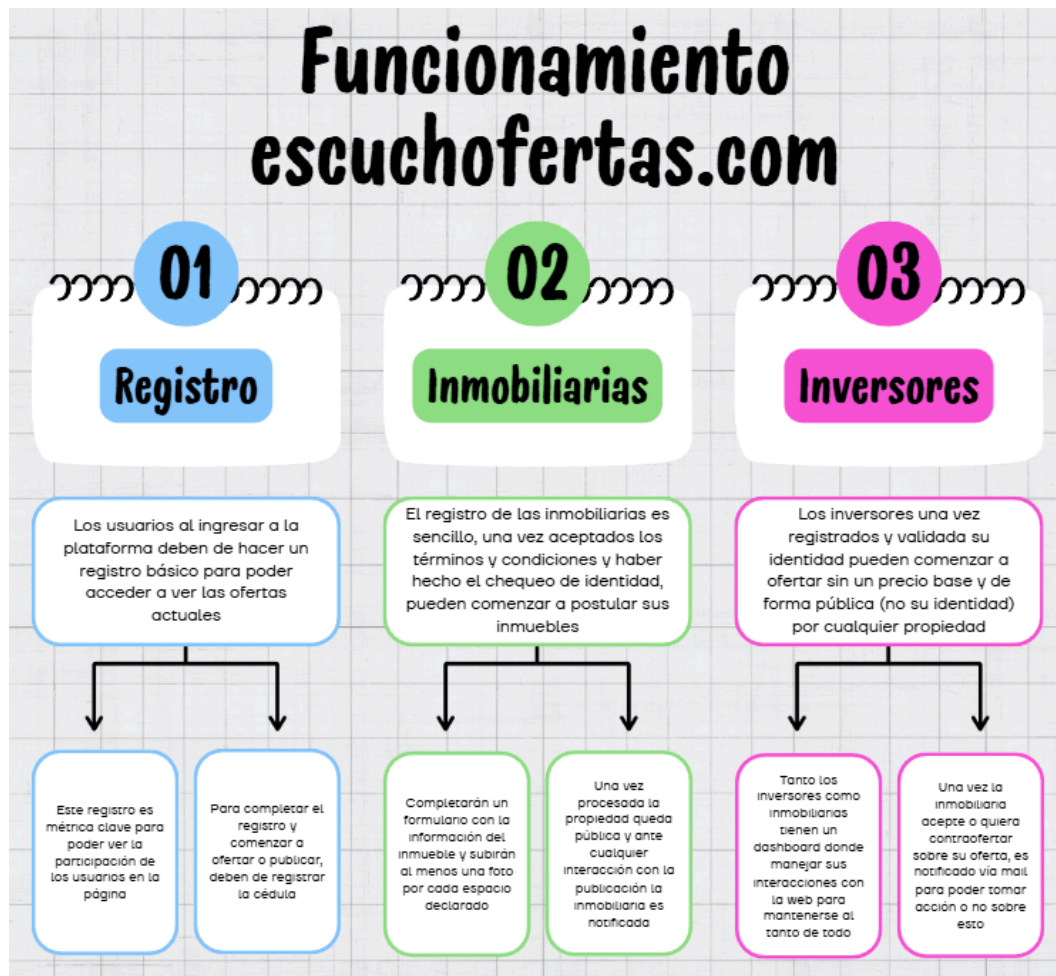 Funcionamiento
escuchofertas.com
01
Registro
Los usuarios al ingresar a la
plataforma deben de hacer un
registro básico para poder
acceder a ver las ofertas
actuales
Este registro es
métrica clave para
poder ver la
participación de
los usuarios en la
página
Para completar el
registro y
comenzar a
ofertar o publicar,
deben de registrar
la cédula
02
Inmobiliarias
El registro de las inmobiliarias es
sencillo, una vez aceptados los
términos y condiciones y haber
hecho el chequeo de identidad,
pueden comenzar a postular sus
inmuebles
Completarán un
formulario con la
información del
inmueble y subirán
al menos una foto
por cada espacio
declarado
Una vez
procesada la
propiedad queda
pública y ante
cualquier
interacción con la
publicación la
inmobiliaria es
notificada
03
Inversores
Los inversores una vez
registrados y validada su
identidad pueden comenzar a
ofertar sin un precio base y de
forma pública (no su identidad)
por cualquier propiedad
Tanto los
inversores como
inmobiliarias
tienen un
dashboard donde
manejar sus
interacciones con
la web para
mantenerse al
tanto de todo
Una vez la
inmobiliaria
acepte o quiera
contraofertar
sobre su oferta, es
notificado vía mail
para poder tomar
acción o no sobre
esto